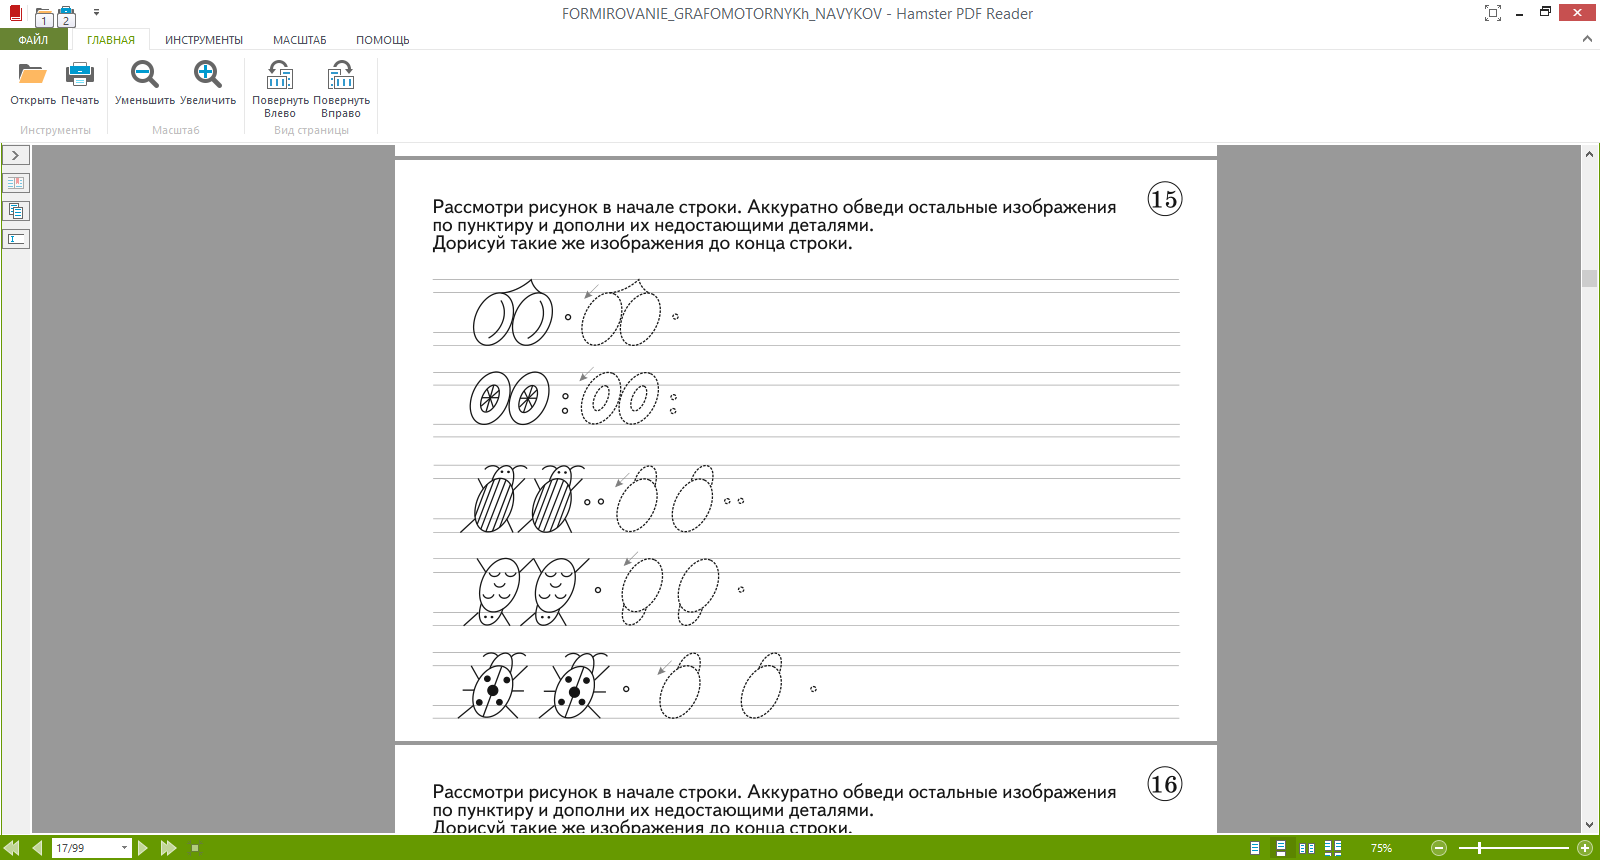 1
2
FORMIROVANIE_GRAFOMOTORNYKh_NAVYKOV - Hamster PDF Reader
ФАЙЛ
ГЛАВНАЯ
ИНСТРУМЕНТЫ
МАСШТАБ
ПОМОЩЬ
Открыть
Печать
Уменьшить
Увеличить
Повернуть Влево
Повернуть Вправо
Инструменты
Масштаб
Вид страницы
15
Рассмотри рисунок в начале строки. Аккуратно обведи остальные изображения
по пунктиру и дополни их недостающими деталями.
Дорисуй такие же изображения до конца строки.
16
Рассмотри рисунок в начале строки. Аккуратно обведи остальные изображения
по пунктиру и дополни их недостающими деталями.
Дорисуй такие же изображения до конца строки.
17/99
75%